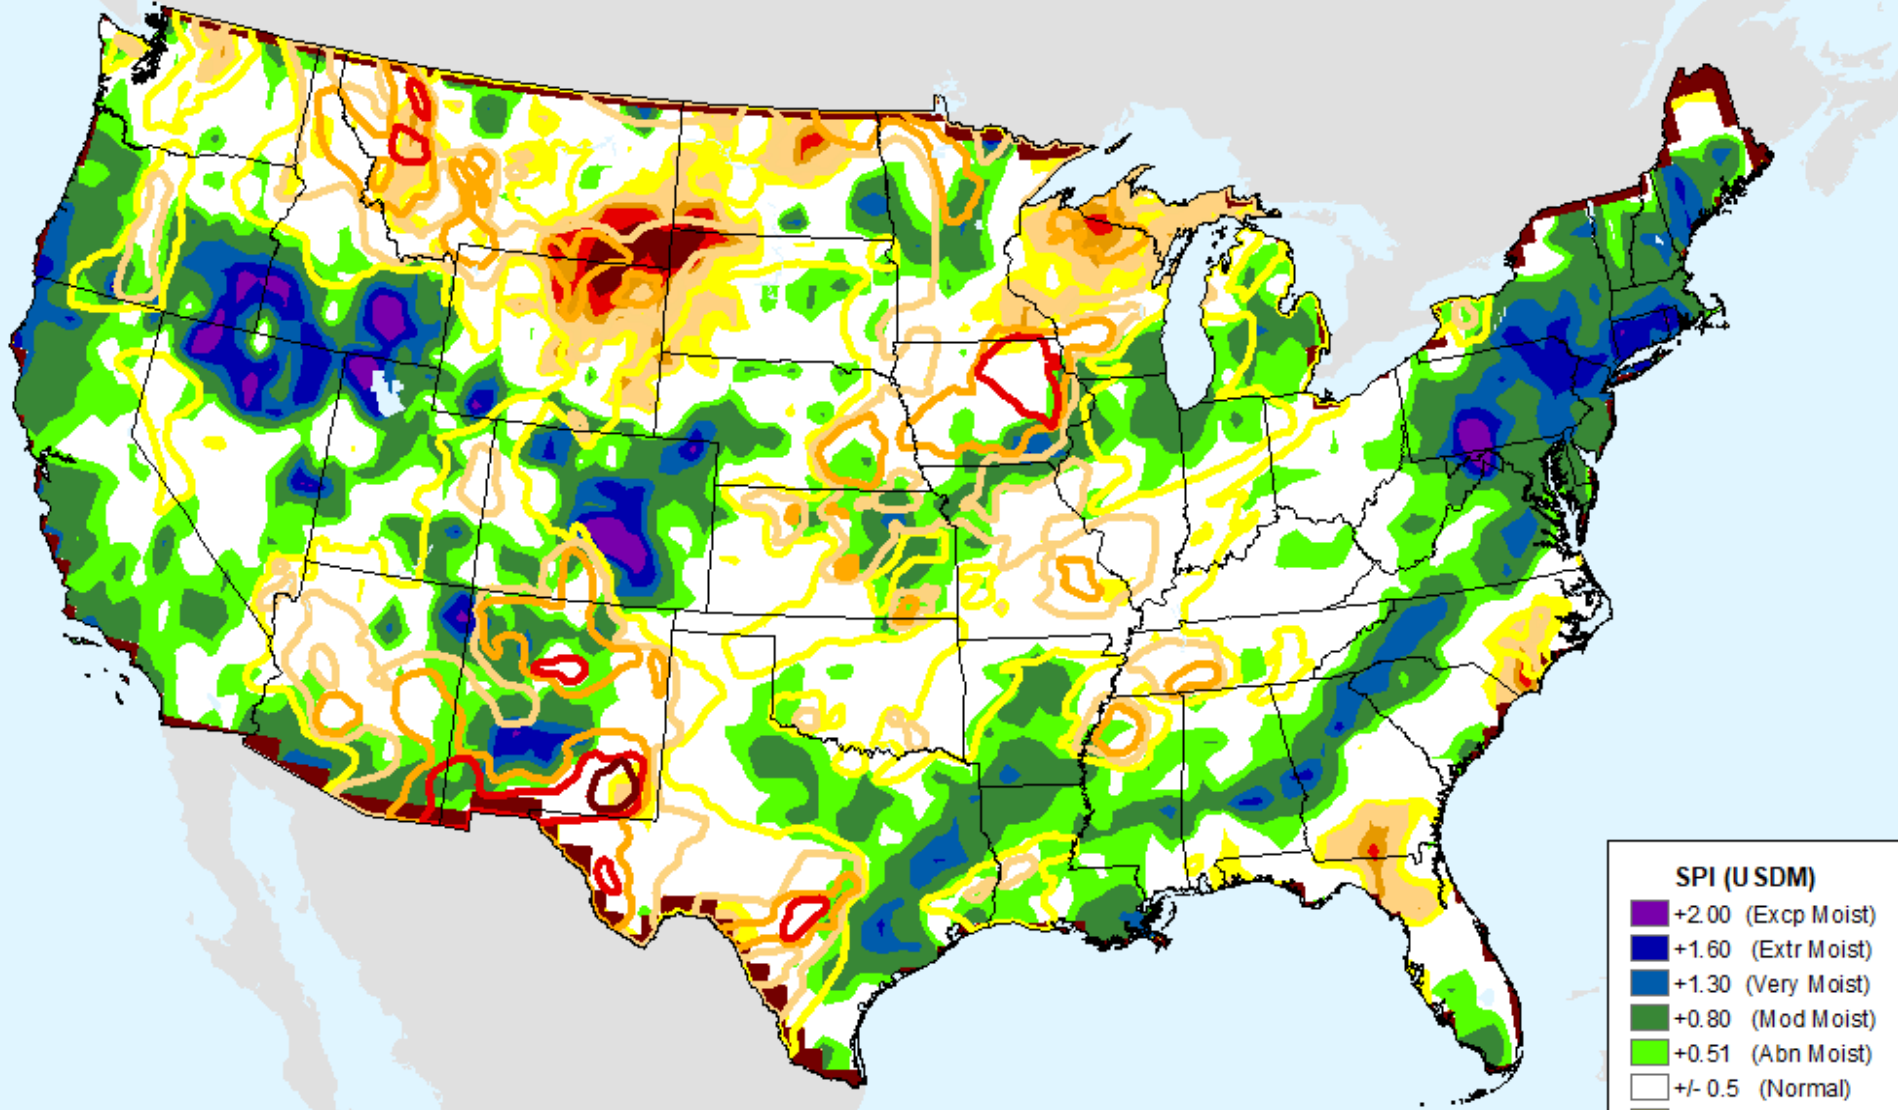 SPI (USDM)
+2.00 (Excp Moist)
+1.60 (Extr Moist)
+1.30 (Very Moist)
+0.80 (Mod Moist)
+0.51 (Abn Moist)
+/- 0.5 (Normal)